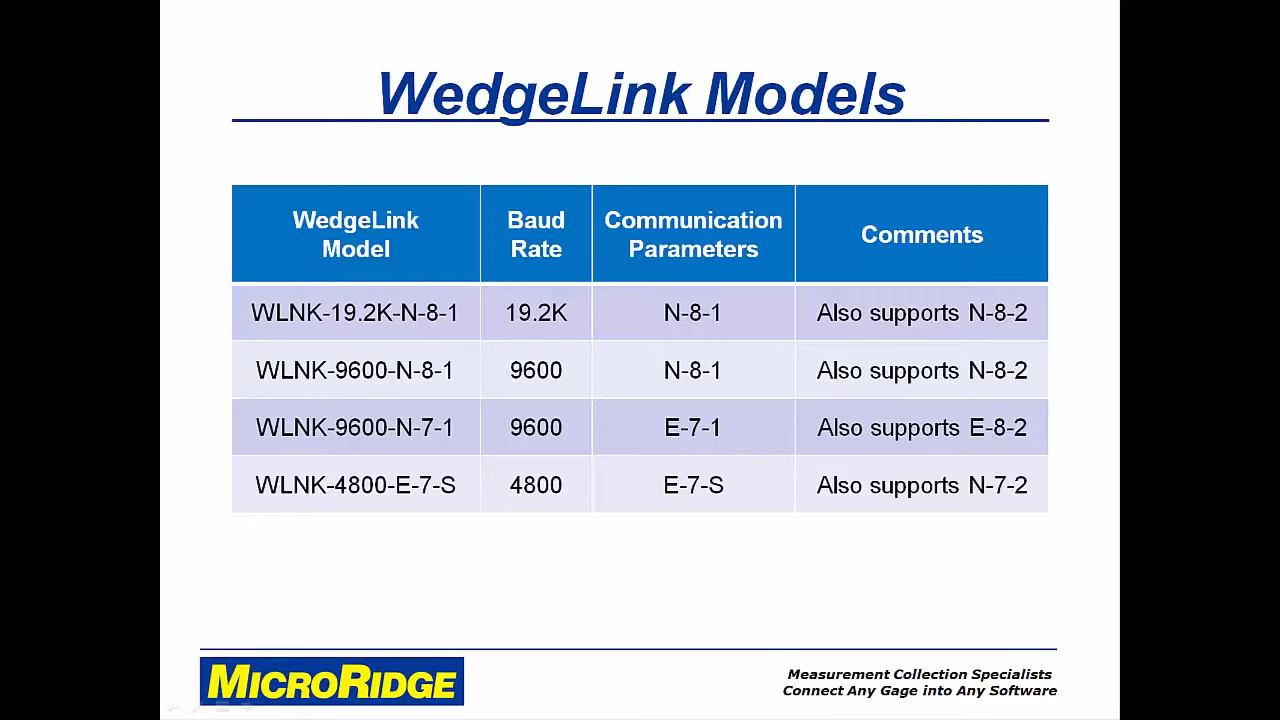 WedgeLink Models
WedgeLink Model Baud Rate Communication Parameters Comments
WLNK-19.2K-N-8-1 19.2K N-8-1 Also supports N-8-2
WLNK-9600-N-8-1 9600 N-8-1 Also supports N-8-2
WLNK-9600-N-7-1 9600 E-7-1 Also supports E-8-2
WLNK-4800-E-7-S 4800 E-7-S Also supports N-7-2
MICRORIDGE
Measurement Collection Specialists
Connect Any Gage into Any Software